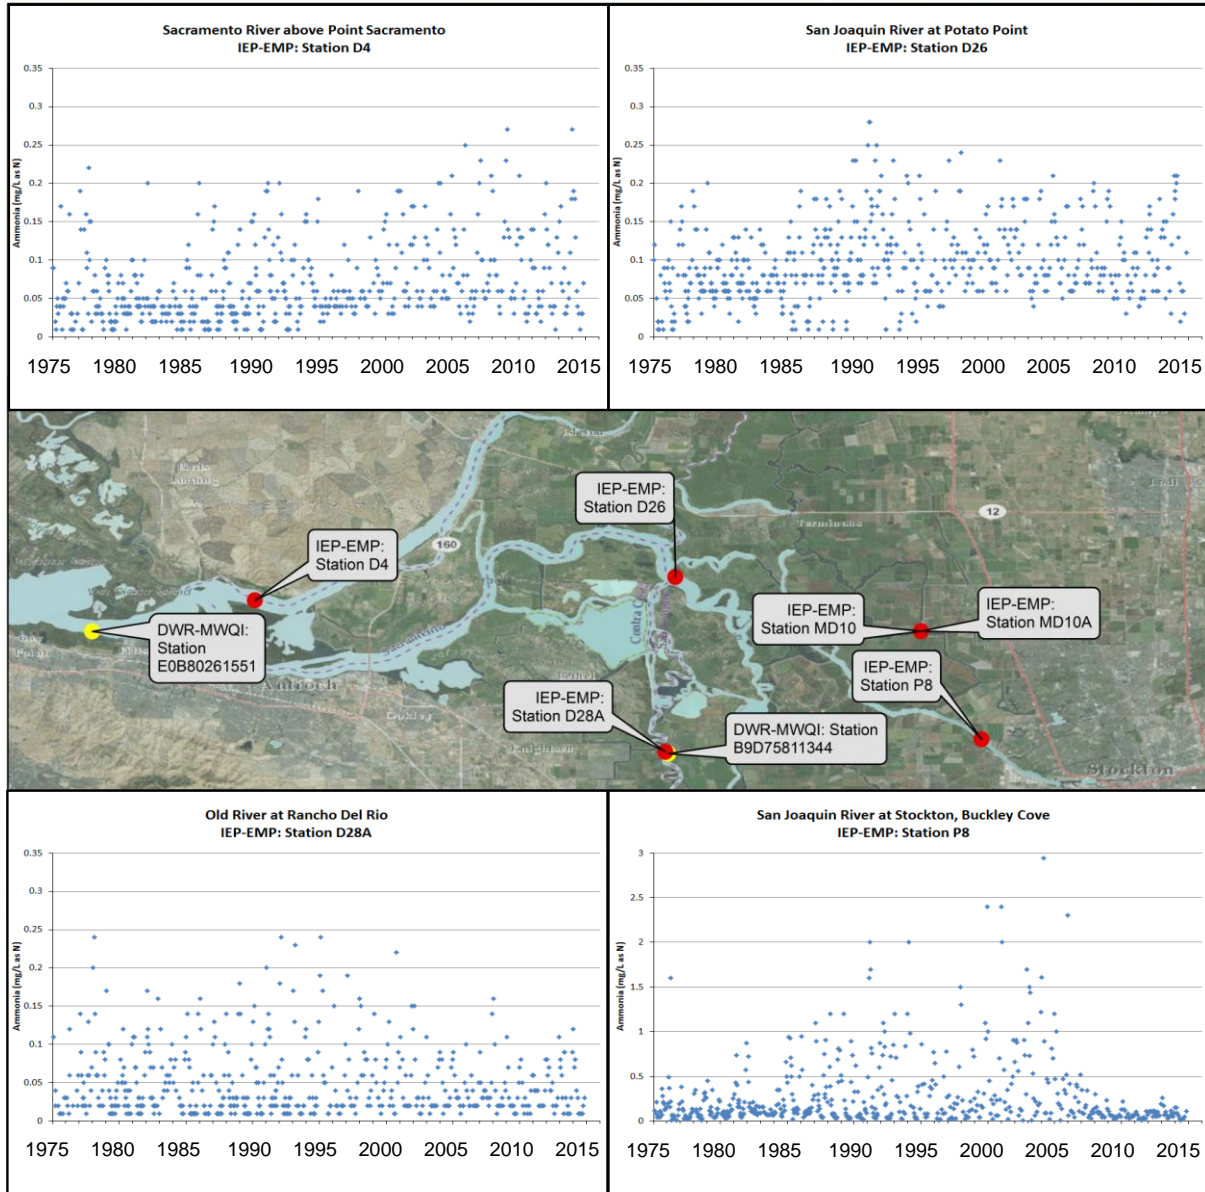 Sacramento River above Point Sacramento
IEP-EMP: Station D4
Ammonia (mg/L as N)
0.35
0.3
0.25
0.2
0.15
0.1
0.05
0
1975 1980 1985 1990 1995 2000 2005 2010 2015
San Joaquin River at Potato Point
IEP-EMP: Station D26
Ammonia (mg/L as N)
0.35
0.3
0.25
0.2
0.15
0.1
0.05
0
1975 1980 1985 1990 1995 2000 2005 2010 2015
IEP-EMP:
Station D26
12
Terminous
Lodi
IEP-EMP:
Station D4
160
DWR-MWQI:
Station
E0B80261551
Antioch
Oakley
Knightsen
Bethel
Contra Costa
IEP-EMP:
Station MD10
IEP-EMP:
Station MD10A
IEP-EMP:
Station P8
IEP-EMP:
Station D28A
DWR-MWQI: Station
B9D75811344
Stockton
Old River at Rancho Del Rio
IEP-EMP: Station D28A
Ammonia (mg/L as N)
0.35
0.3
0.25
0.2
0.15
0.1
0.05
0
1975 1980 1985 1990 1995 2000 2005 2010 2015
San Joaquin River at Stockton, Buckley Cove
IEP-EMP: Station P8
Ammonia (mg/L as N)
3
2.5
2
1.5
1
0.5
0
1975 1980 1985 1990 1995 2000 2005 2010 2015